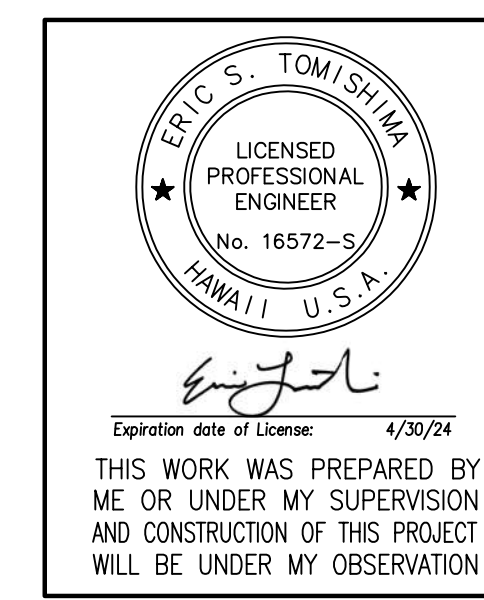 ERIC S. TOMISHIMA
LICENSED
PROFESSIONAL
ENGINEER
No. 16572-S
HAWAII U.S.A.
Expiration date of License: 4/30/24
THIS WORK WAS PREPARED BY
ME OR UNDER MY SUPERVISION
AND CONSTRUCTION OF THIS PROJECT
WILL BE UNDER MY OBSERVATION